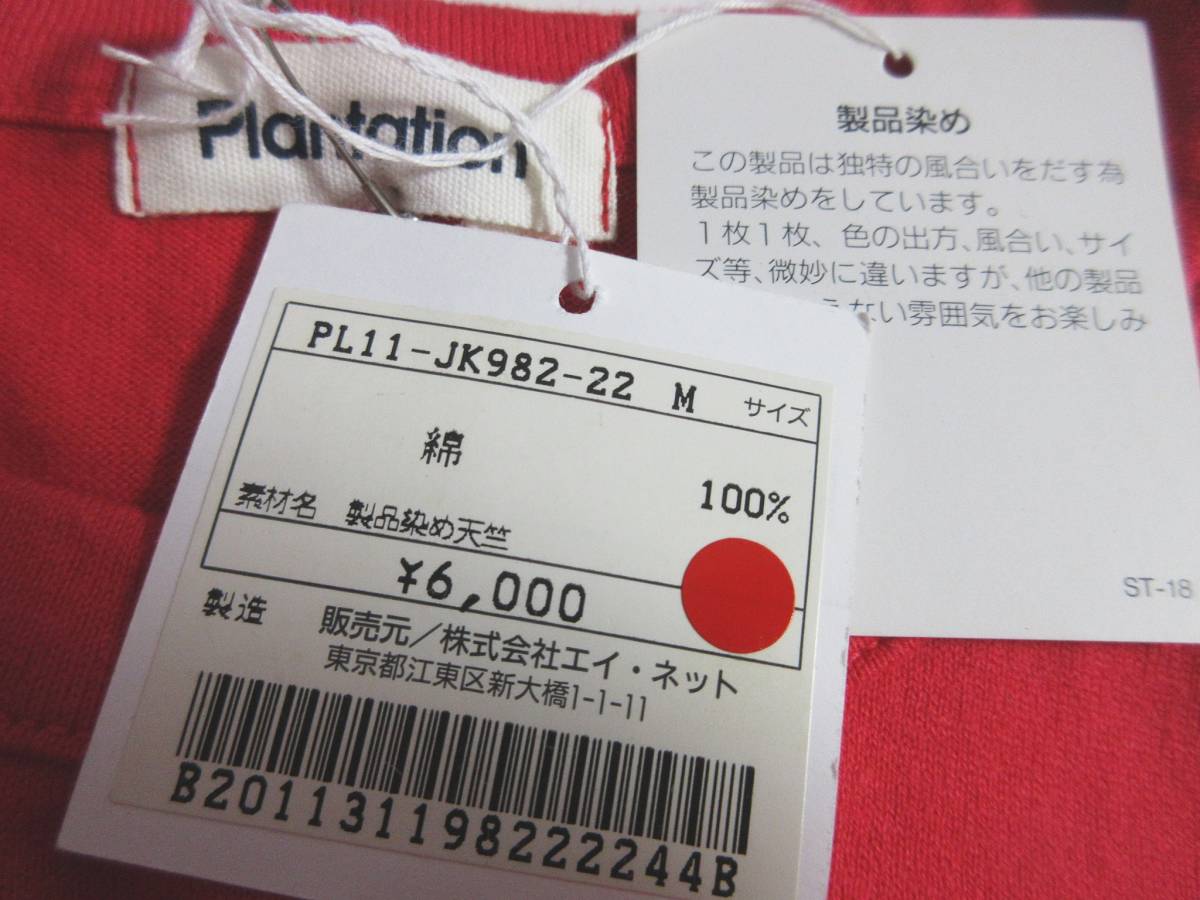 Plantation
製品染め
この製品は独特の風合いをだす為
製品染めをしています。
1枚1枚、色の出方、風合い、サイ
ズ等、微妙に違いますが、他の製品
ない雰囲気をお楽しみ
ST-18
PL11-JK982-22 M サイズ
綿
100%
素材名 製品染め天竺
¥6,000
製造 販売元/株式会社エイ・ネット
東京都江東区新大橋1-1-11
B201131198222244B